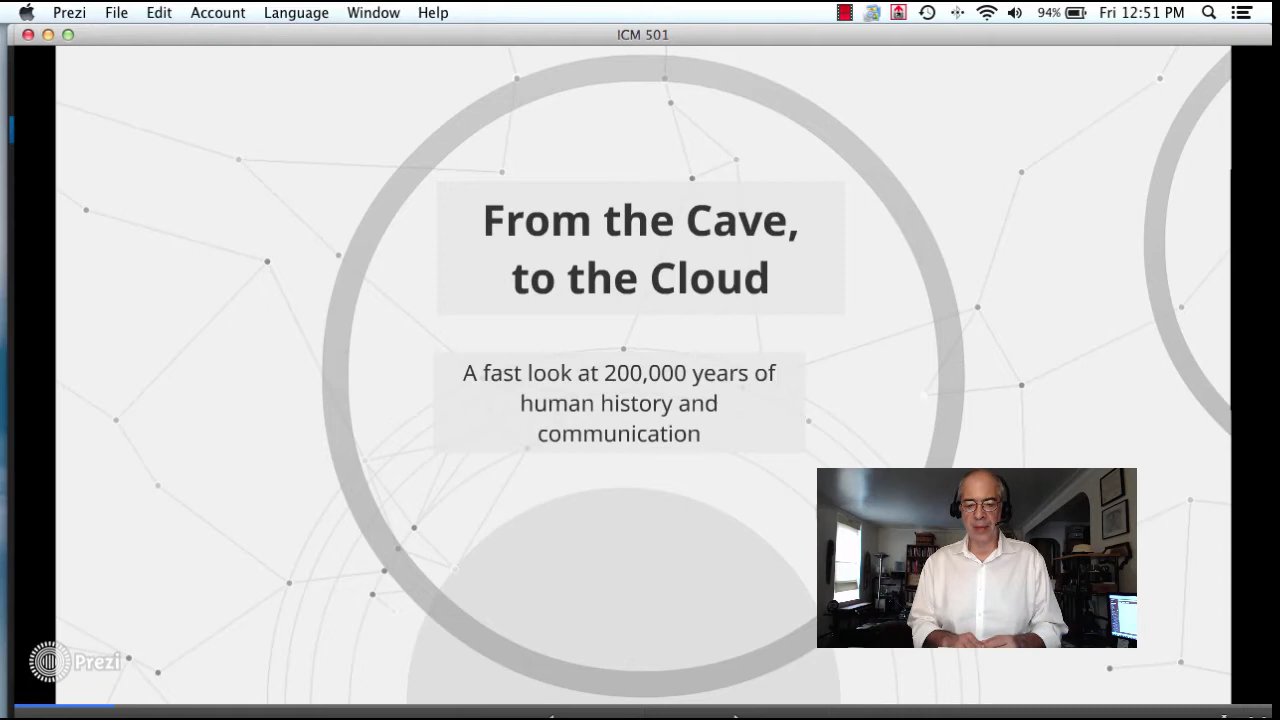 Prezi File Edit Account Language Window Help 94% Fri 12:51 PM
ICM 501
From the Cave,
to the Cloud
A fast look at 200,000 years of
human history and
communication
Prezi